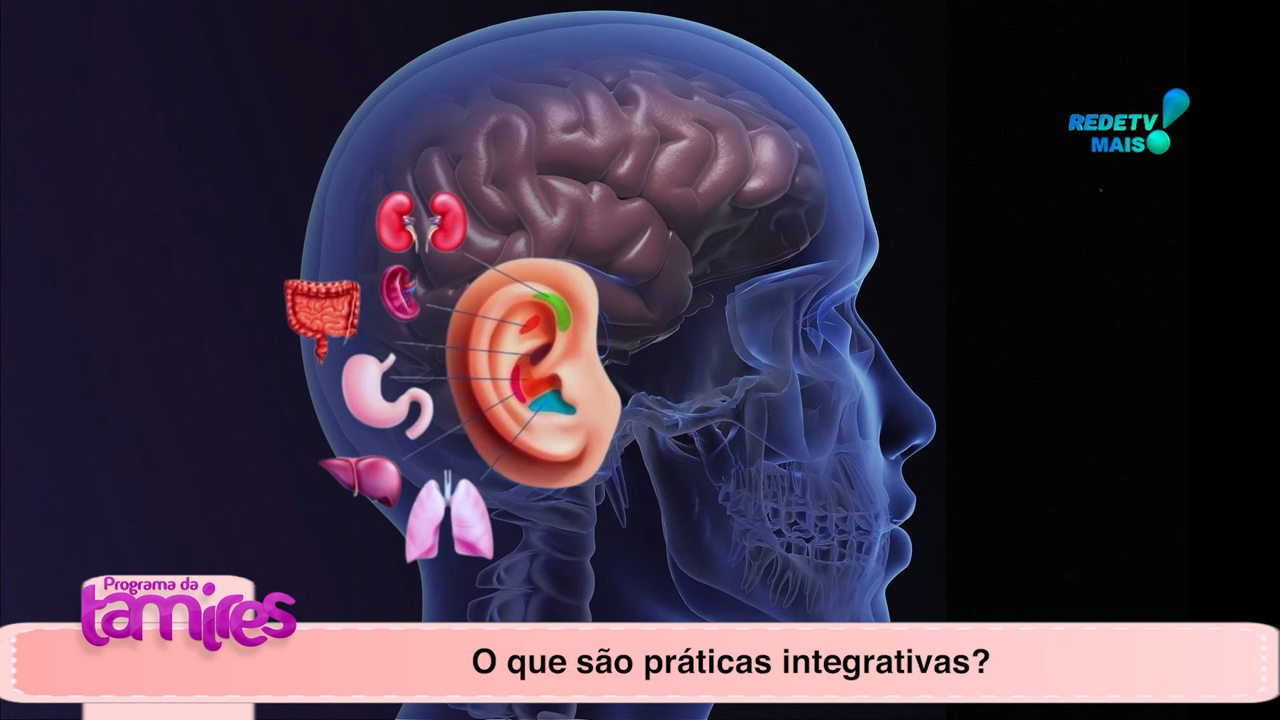 REDETV!
MAIS
Programa da
tamires
O que são práticas integrativas?